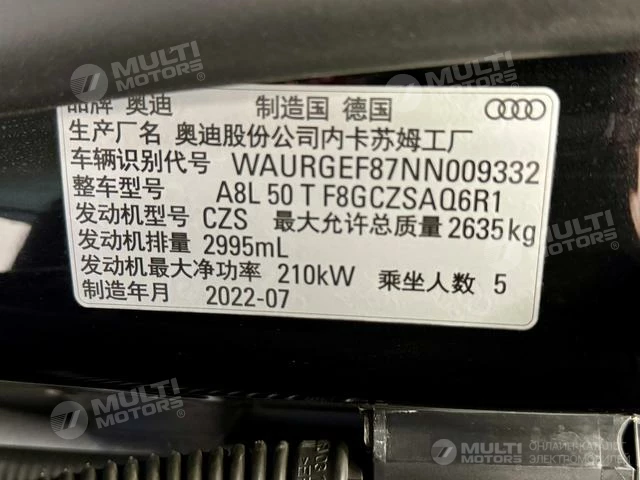 MULTI MOTORS®
MULTI MOTORS®
品牌 奥迪 制造国 德国
生产厂名 奥迪股份公司内卡苏姆工厂
车辆识别代号 WAURGEF87NN009332
整车型号 A8L 50 T F8GCZSAQ6R1
发动机型号 CZS 最大允许总质量 2635kg
发动机排量 2995mL
发动机最大净功率 210kW 乘坐人数 5
制造年月 2022-07
MULTI MOTORS®
MULTI MOTORS
ОНЛАЙН-КАТАЛОГ
ЭЛЕКТРОМОБИЛЕЙ